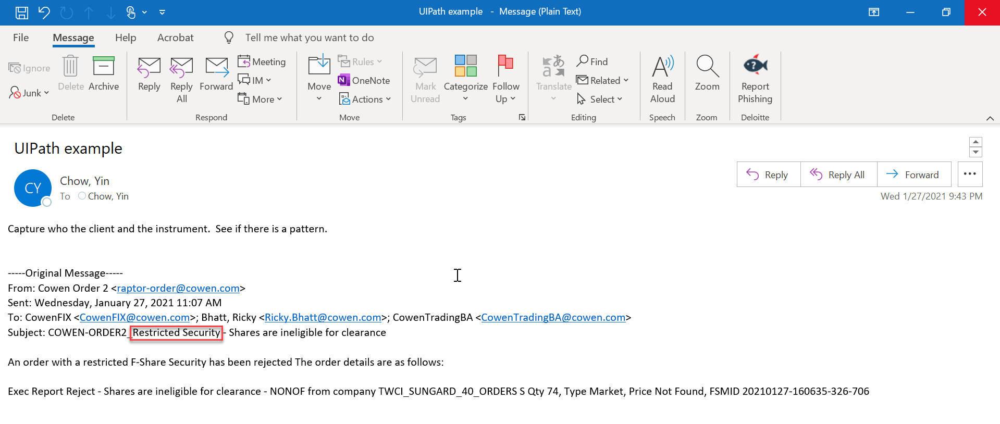 UIPath example - Message (Plain Text)
File Message Help Acrobat Tell me what you want to do
Ignore
Junk
Delete
Archive
Delete
Reply
Reply All
Forward
Meeting
IM
More
Respond
Move
Rules
OneNote
Actions
Move
Mark Unread
Categorize
Follow Up
Tags
Translate
Find
Related
Select
Editing
Read Aloud
Speech
Zoom
Zoom
Report Phishing
Deloitte
UIPath example
CY
Chow, Yin
To Chow, Yin
Reply Reply All Forward
Wed 1/27/2021 9:43 PM
Capture who the client and the instrument.  See if there is a pattern.
-----Original Message-----
From: Cowen Order 2 <raptor-order@cowen.com>
Sent: Wednesday, January 27, 2021 11:07 AM
To: CowenFIX <CowenFIX@cowen.com>; Bhatt, Ricky <Ricky.Bhatt@cowen.com>; CowenTradingBA <CowenTradingBA@cowen.com>
Subject: COWEN-ORDER2_Restricted Security - Shares are ineligible for clearance
An order with a restricted F-Share Security has been rejected The order details are as follows:
Exec Report Reject - Shares are ineligible for clearance - NONOF from company TWCI_SUNGARD_40_ORDERS S Qty 74, Type Market, Price Not Found, FSMID 20210127-160635-326-706